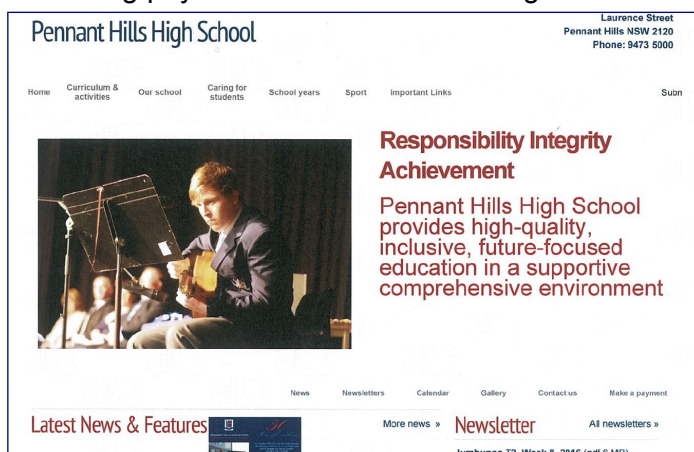 Pennant Hills High School
Laurence Street
Pennant Hills NSW 2120
Phone: 9473 5000
Home
Curriculum &
activities
Our school
Caring for
students
School years
Sport
Important Links
Subn
Responsibility Integrity
Achievement
Pennant Hills High School
provides high-quality,
inclusive, future-focused
education in a supportive
comprehensive environment
News
Newsletters
Calendar
Gallery
Contact us
Make a payment
Latest News & Features
More news »
Newsletter
All newsletters »